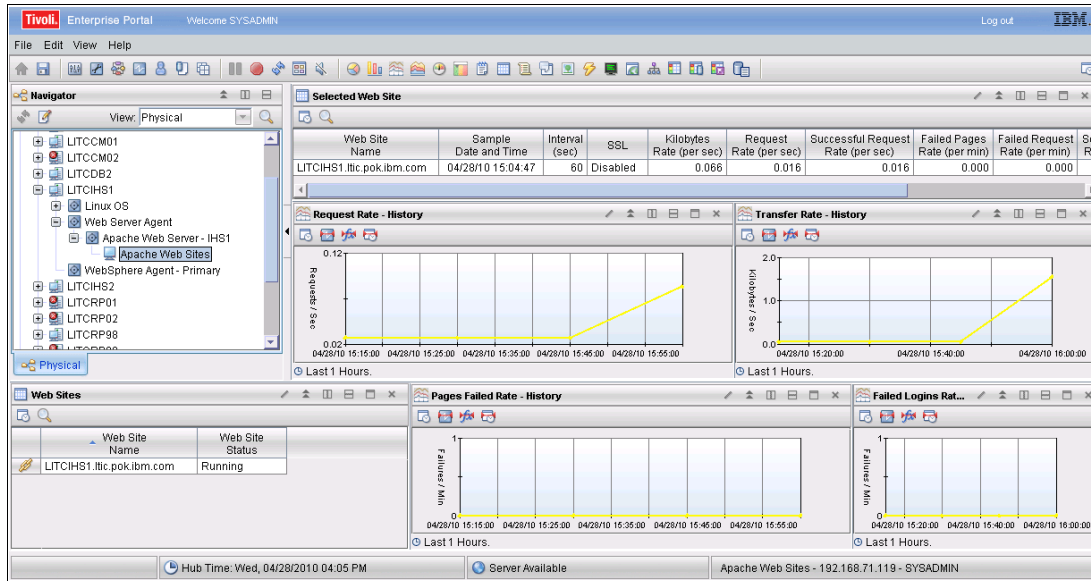 Tivoli. Enterprise Portal Welcome SYSADMIN Log out IBM.
File Edit View Help
Navigator
View: Physical
LITCCM01
LITCCM02
LITCDB2
LITCIHS1
Linux OS
Web Server Agent
Apache Web Server - IHS1
Apache Web Sites
WebSphere Agent - Primary
LITCIHS2
LITCRP01
LITCRP02
LITCRP98
Physical
Selected Web Site
Web Site Name Sample Date and Time Interval (sec) SSL Kilobytes Rate (per sec) Request Rate (per sec) Successful Request Rate (per sec) Failed Pages Rate (per min) Failed Request Rate (per min)
LITCIHS1.ltic.pok.ibm.com 04/28/10 15:04:47 60 Disabled 0.066 0.016 0.016 0.000 0.000
Request Rate - History
0.12
Requests / Sec
0.02
04/28/10 15:15:00 04/28/10 15:25:00 04/28/10 15:35:00 04/28/10 15:45:00 04/28/10 15:55:00
Last 1 Hours.
Transfer Rate - History
2.0
Kilobytes / Sec
1.0
0.0
04/28/10 15:20:00 04/28/10 15:40:00 04/28/10 16:00:00
Last 1 Hours.
Web Sites
Web Site Name Web Site Status
LITCIHS1.ltic.pok.ibm.com Running
Pages Failed Rate - History
1
Failures / Min
0
04/28/10 15:15:00 04/28/10 15:25:00 04/28/10 15:35:00 04/28/10 15:45:00 04/28/10 15:55:00
Last 1 Hours.
Failed Logins Rat...
1
Failures / Min
0
04/28/10 15:20:00 04/28/10 15:40:00 04/28/10 16:00:00
Last 1 Hours.
Hub Time: Wed, 04/28/2010 04:05 PM Server Available Apache Web Sites - 192.168.71.119 - SYSADMIN